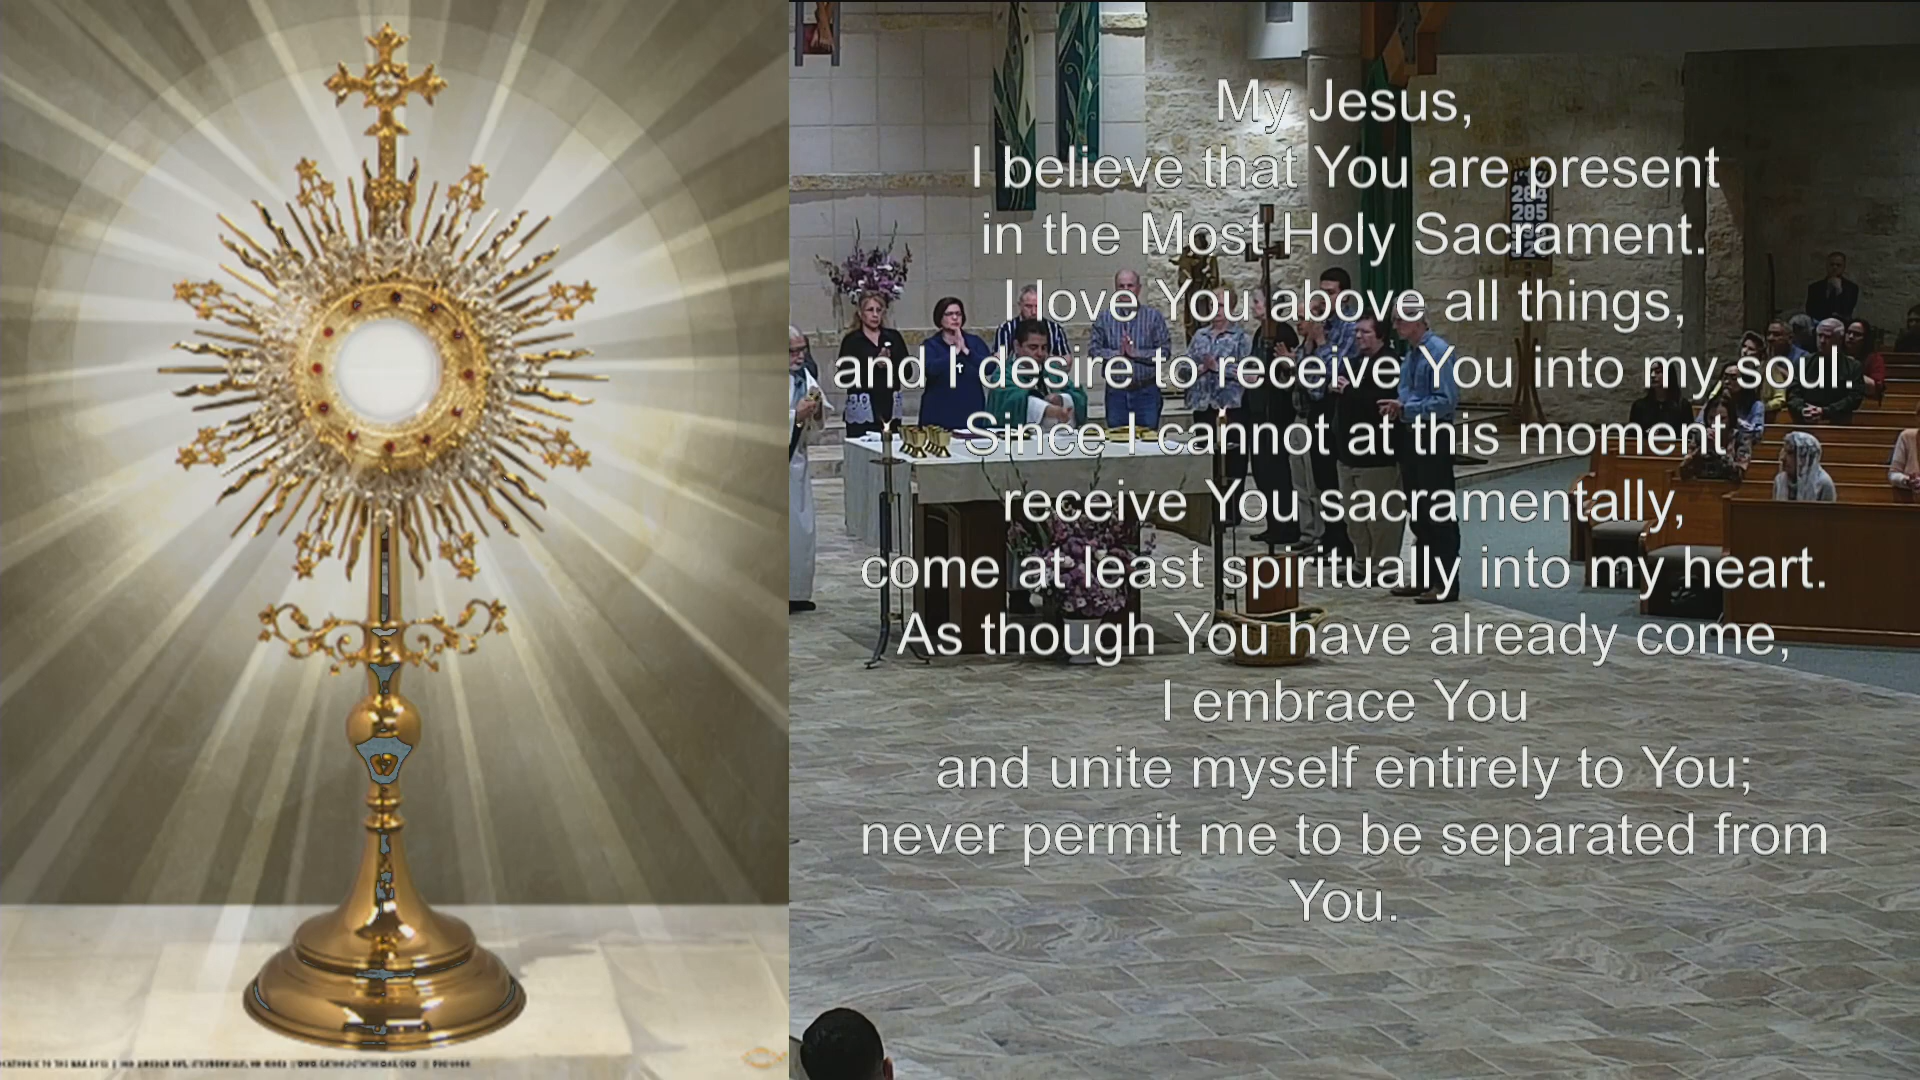 My Jesus,
I believe that You are present
in the Most Holy Sacrament.
I love You above all things,
and I desire to receive You into my soul.
Since I cannot at this moment
receive You sacramentally,
come at least spiritually into my heart.
As though You have already come,
I embrace You
and unite myself entirely to You;
never permit me to be separated from
You.
284
285